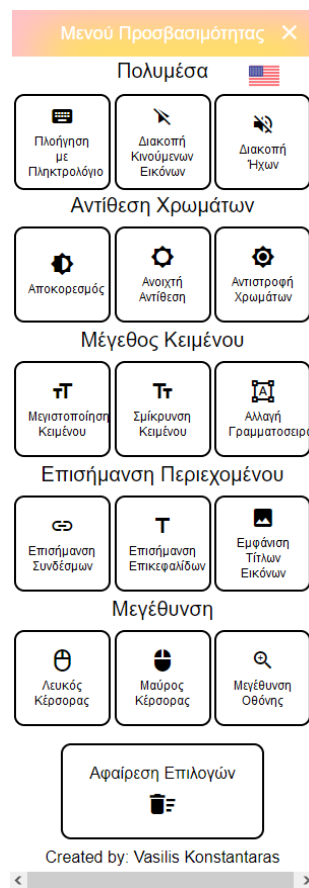 Μενού Προσβασιμότητας ×
Πολυμέσα
Πλοήγηση
με
Πληκτρολόγιο
Διακοπή
Κινούμενων
Εικόνων
Διακοπή
Ήχων
Αντίθεση Χρωμάτων
Αποκορεσμός
Ανοιχτή
Αντίθεση
Αντιστροφή
Χρωμάτων
Μέγεθος Κειμένου
Μεγιστοποίηση
Κειμένου
Σμίκρυνση
Κειμένου
Αλλαγή
Γραμματοσειρο
Επισήμανση Περιεχομένου
Επισήμανση
Συνδέσμων
Επισήμανση
Επικεφαλίδων
Εμφάνιση
Τίτλων
Εικόνων
Μεγέθυνση
Λευκός
Κέρσορας
Μαύρος
Κέρσορας
Μεγέθυνση
Οθόνης
Αφαίρεση Επιλογών
Created by: Vasilis Konstantaras